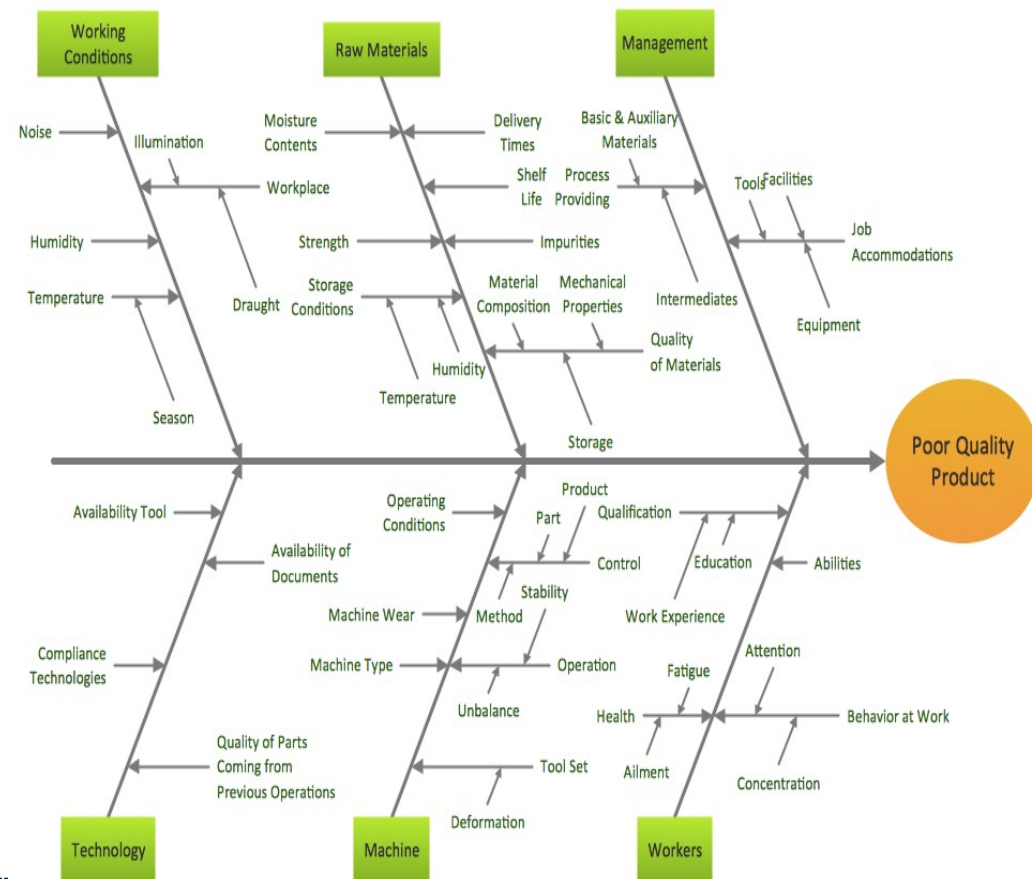 Working
Conditions
Raw Materials
Management
Noise
Illumination
Workplace
Humidity
Temperature
Draught
Season
Moisture
Contents
Delivery
Times
Shelf
Life
Strength
Impurities
Storage
Conditions
Humidity
Temperature
Material
Composition
Mechanical
Properties
Quality
of Materials
Storage
Basic & Auxiliary
Materials
Process
Providing
Intermediates
Tools
Facilities
Job
Accommodations
Equipment
Poor Quality
Product
Availability Tool
Availability of
Documents
Compliance
Technologies
Quality of Parts
Coming from
Previous Operations
Technology
Operating
Conditions
Product
Part
Control
Method
Stability
Machine Wear
Machine Type
Operation
Unbalance
Tool Set
Deformation
Machine
Qualification
Education
Work Experience
Abilities
Attention
Fatigue
Health
Ailment
Behavior at Work
Concentration
Workers